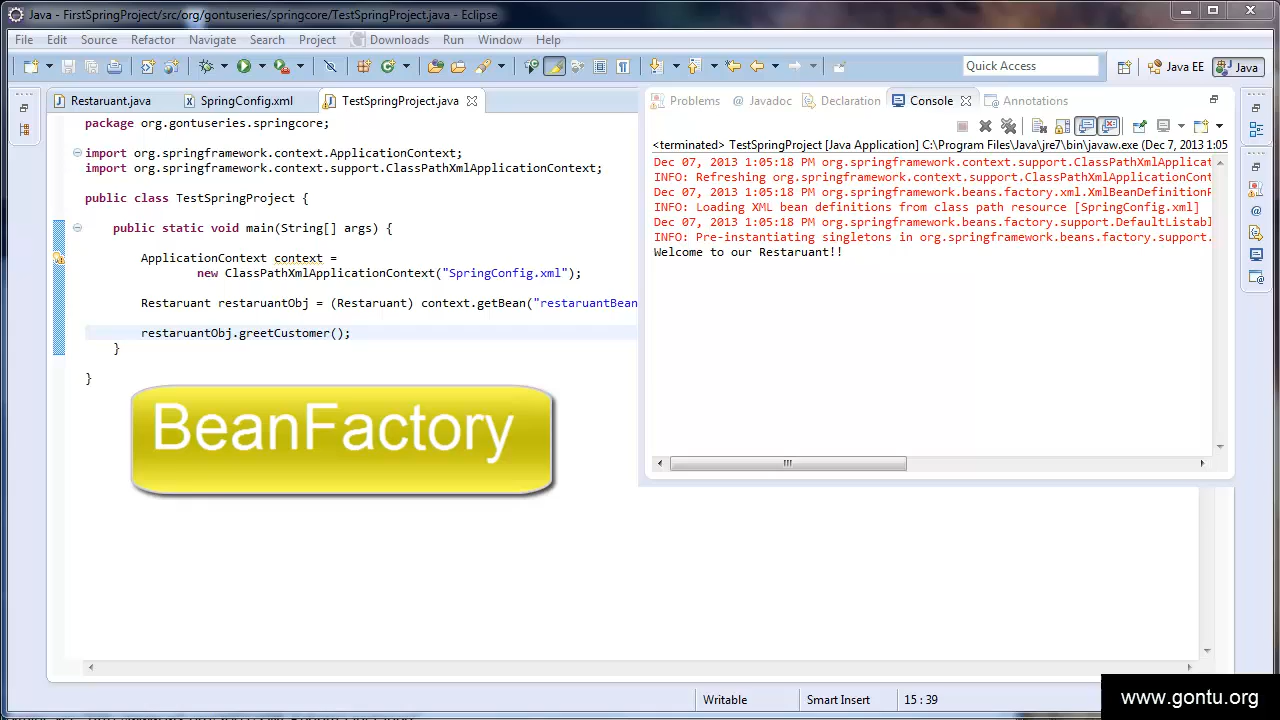 Java - FirstSpringProject/src/org/gontuseries/springcore/TestSpringProject.java - Eclipse
File Edit Source Refactor Navigate Search Project Downloads Run Window Help
Quick Access
Java EE
Java
Restaruant.java
SpringConfig.xml
TestSpringProject.java
package org.gontuseries.springcore;
import org.springframework.context.ApplicationContext;
import org.springframework.context.support.ClassPathXmlApplicationContext;
public class TestSpringProject {
public static void main(String[] args) {
ApplicationContext context =
new ClassPathXmlApplicationContext("SpringConfig.xml");
Restaruant restaruantObj = (Restaruant) context.getBean("restaruantBean
restaruantObj.greetCustomer();
}
}
BeanFactory
Problems @ Javadoc Declaration Console Annotations
<terminated> TestSpringProject [Java Application] C:\Program Files\Java\jre7\bin\javaw.exe (Dec 7, 2013 1:05
Dec 07, 2013 1:05:18 PM org.springframework.context.support.ClassPathXmlApplicat
INFO: Refreshing org.springframework.context.support.ClassPathXmlApplicationCont
Dec 07, 2013 1:05:18 PM org.springframework.beans.factory.xml.XmlBeanDefinitionR
INFO: Loading XML bean definitions from class path resource [SpringConfig.xml]
Dec 07, 2013 1:05:18 PM org.springframework.beans.factory.support.DefaultListabl
INFO: Pre-instantiating singletons in org.springframework.beans.factory.support.
Welcome to our Restaruant!!
Writable
Smart Insert
15 : 39
www.gontu.org